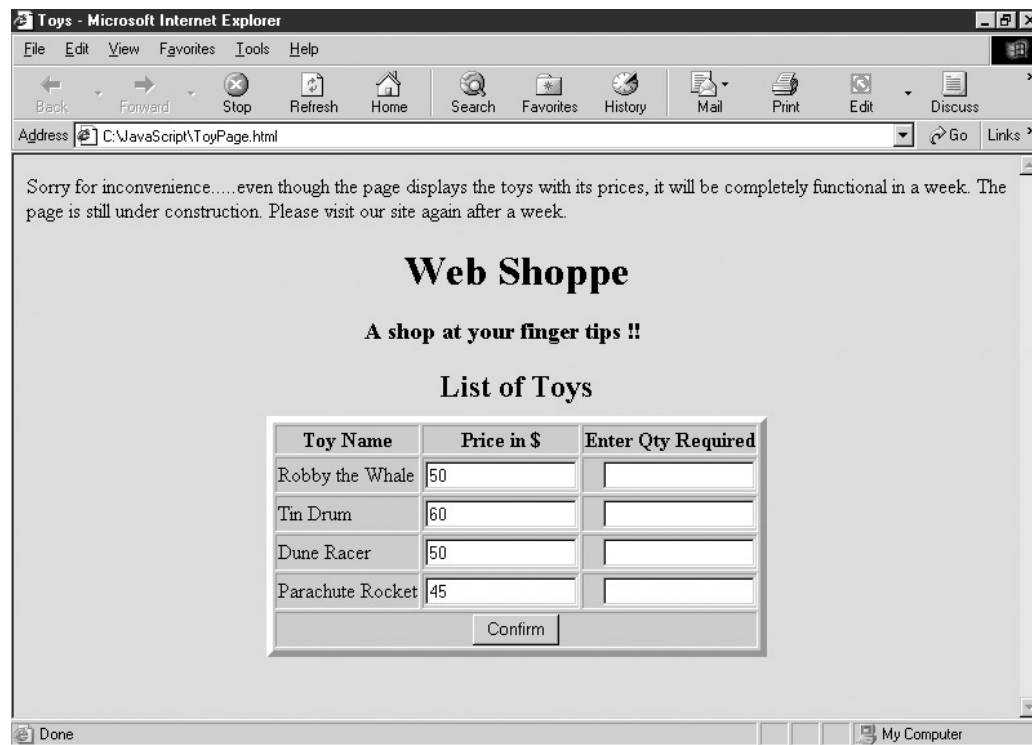 Toys - Microsoft Internet Explorer
File Edit View Favorites Tools Help
Back Forward Stop Refresh Home Search Favorites History Mail Print Edit Discuss
Address C:\JavaScript\ToyPage.html Go Links
Sorry for inconvenience.....even though the page displays the toys with its prices, it will be completely functional in a week. The
page is still under construction. Please visit our site again after a week.
Web Shoppe
A shop at your finger tips !!
List of Toys
Toy Name Price in $ Enter Qty Required
Robby the Whale 50
Tin Drum 60
Dune Racer 50
Parachute Rocket 45
Confirm
Done My Computer